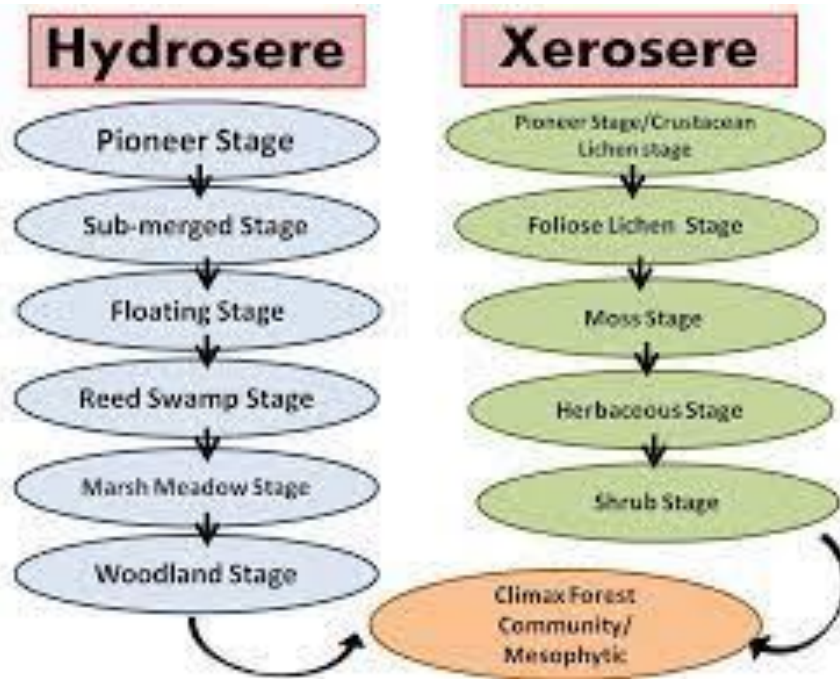 Hydrosere
Pioneer Stage
Sub-merged Stage
Floating Stage
Reed Swamp Stage
Marsh Meadow Stage
Woodland Stage
Xerosere
Pioneer Stage/Crustacean
Lichen stage
Foliose Lichen Stage
Moss Stage
Herbaceous Stage
Shrub Stage
Climax Forest
Community/
Mesophytic